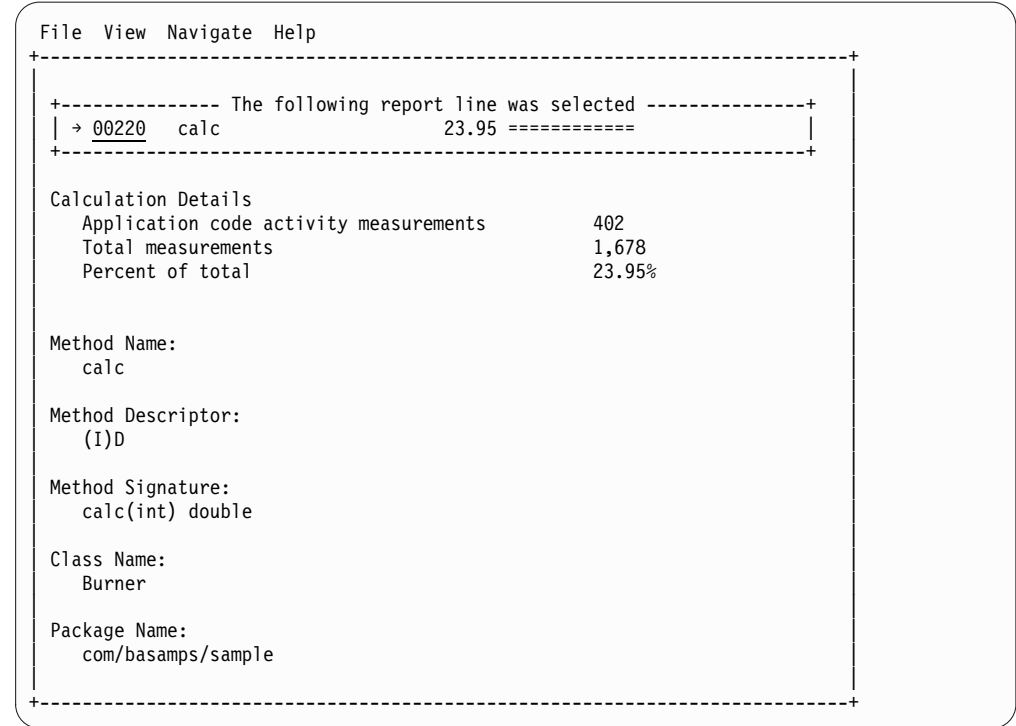 File View Navigate Help
+----------------------------------------------------------------------------+
+--------------- The following report line was selected ---------------+
| → 00220 calc 23.95 ============ |
+----------------------------------------------------------------------+
Calculation Details
Application code activity measurements 402
Total measurements 1,678
Percent of total 23.95%
Method Name:
calc
Method Descriptor:
(I)D
Method Signature:
calc(int) double
Class Name:
Burner
Package Name:
com/basamps/sample
+----------------------------------------------------------------------------+